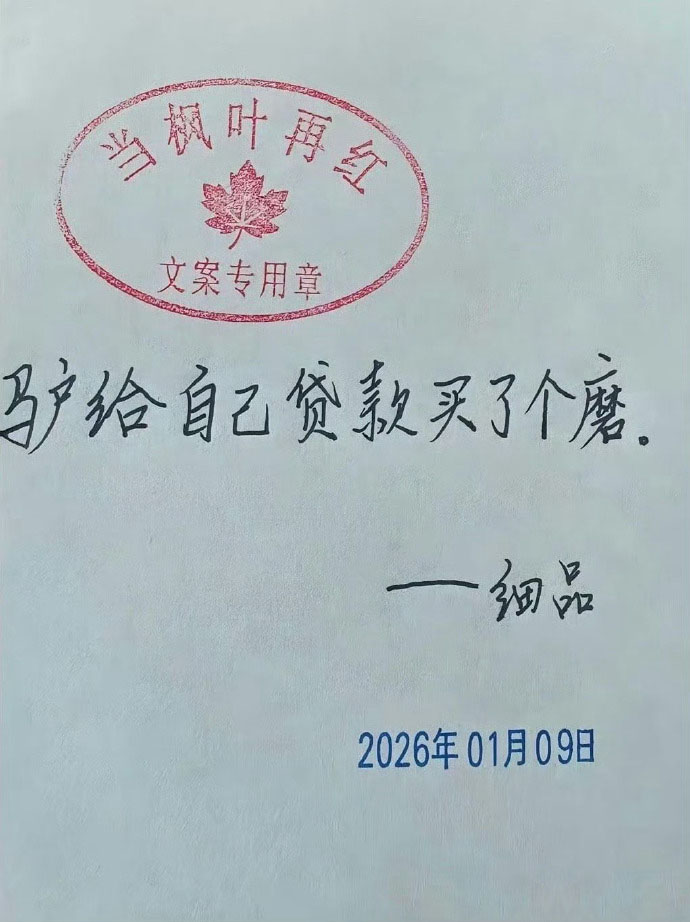 当枫叶再红
文案专用章
驴给自己贷款买了个磨。
——细品
2026年01月09日